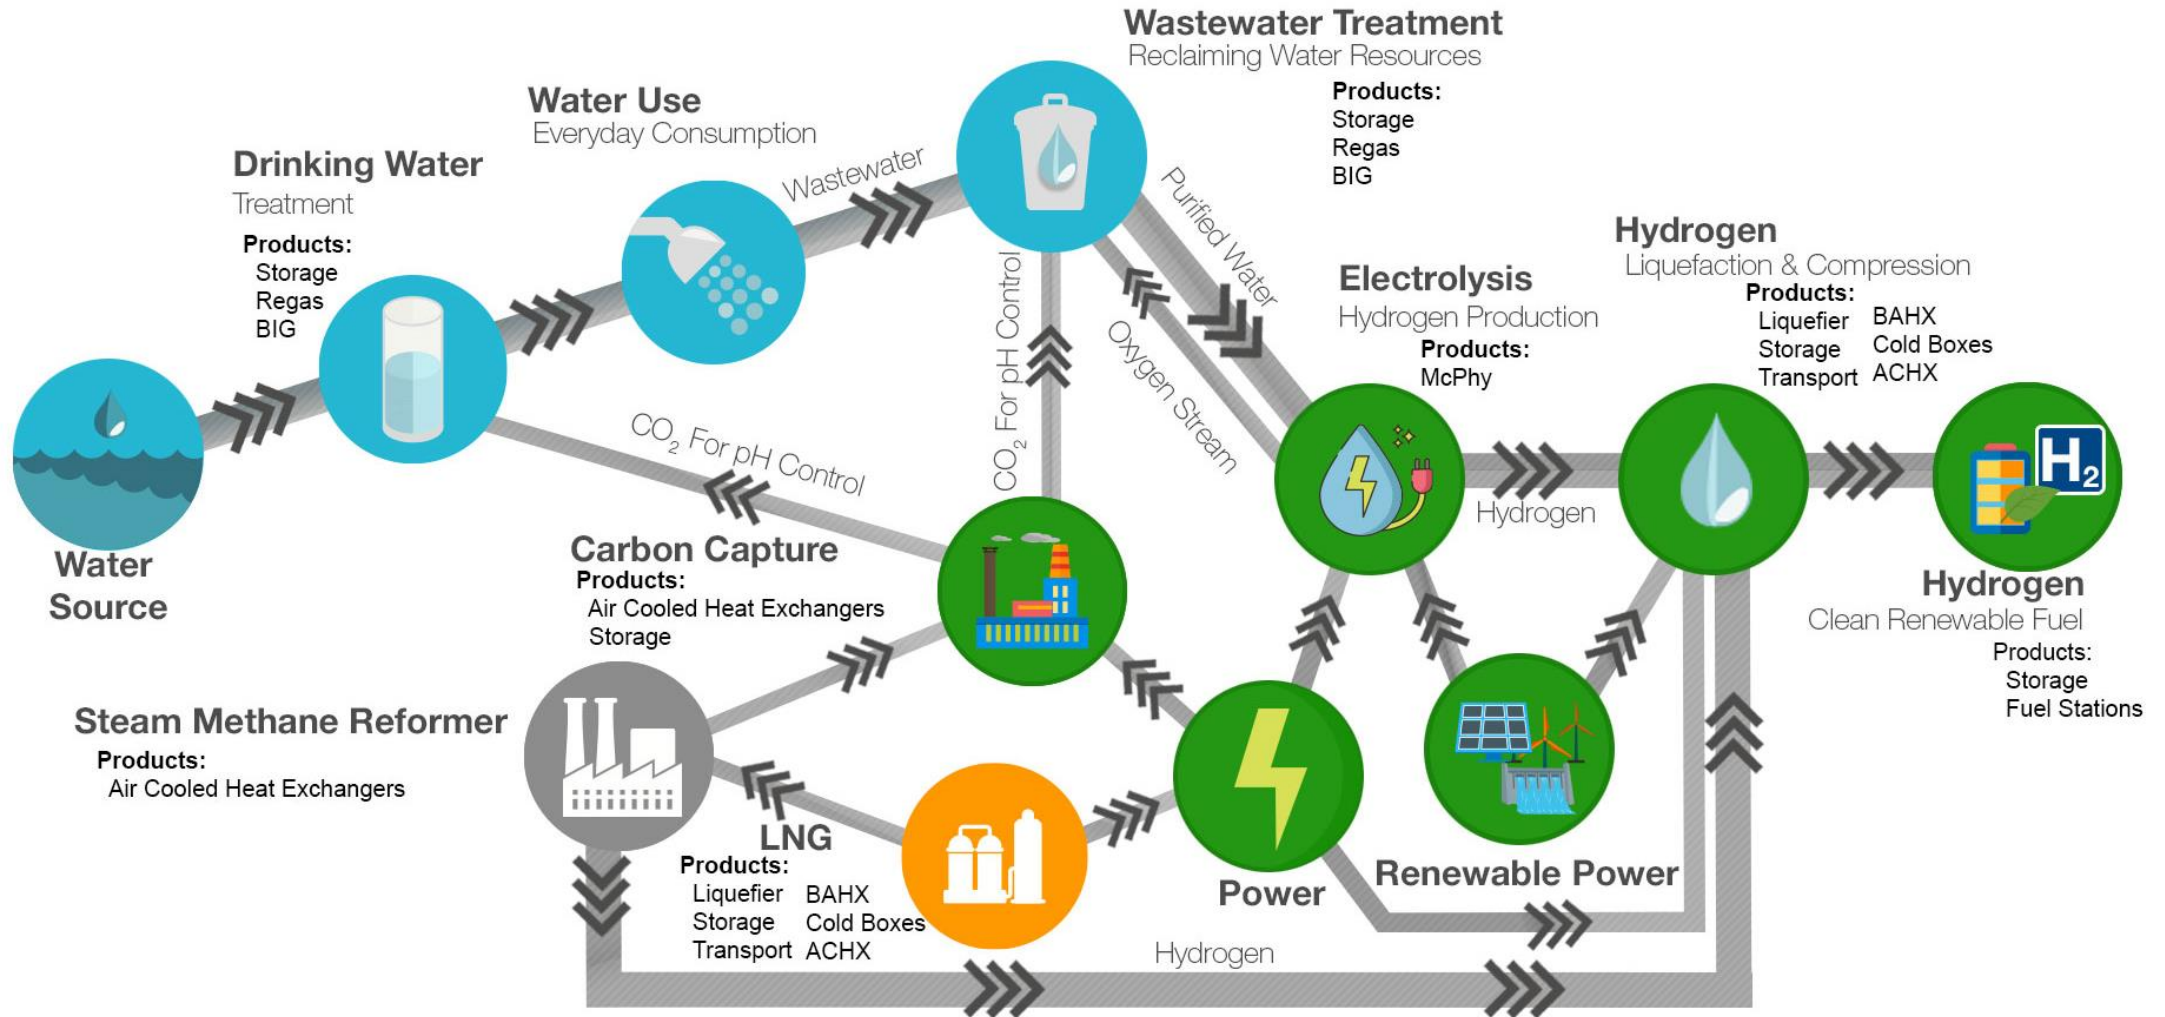 Wastewater Treatment
Reclaiming Water Resources
Products:
Storage
Regas
BIG
Water Use
Everyday Consumption
Wastewater
Drinking Water
Treatment
Products:
Storage
Regas
BIG
Water
Source
Purified Water
Oxygen Stream
CO₂ For pH Control
CO₂ For pH Control
Electrolysis
Hydrogen Production
Products:
McPhy
Hydrogen
Hydrogen
Liquefaction & Compression
Products:
Liquefier BAHX
Storage Cold Boxes
Transport ACHX
H₂
Hydrogen
Clean Renewable Fuel
Products:
Storage
Fuel Stations
Carbon Capture
Products:
Air Cooled Heat Exchangers
Storage
Steam Methane Reformer
Products:
Air Cooled Heat Exchangers
LNG
Products:
Liquefier BAHX
Storage Cold Boxes
Transport ACHX
Power
Renewable Power
Hydrogen